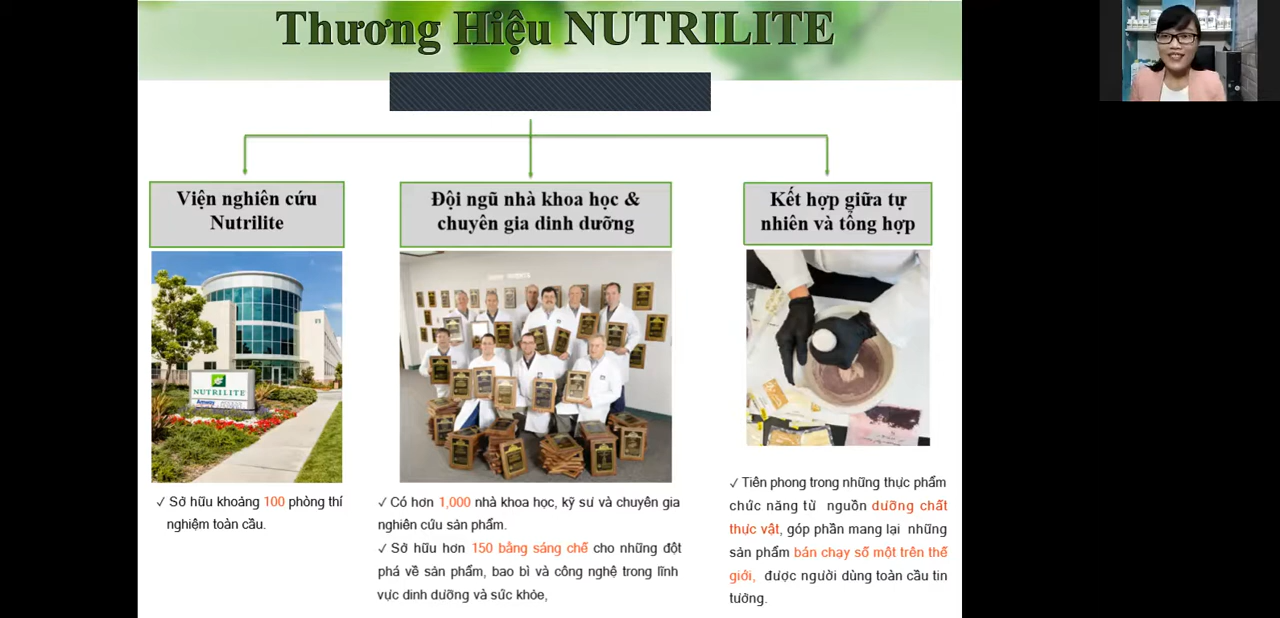 Thương Hiệu NUTRILITE
Viện nghiên cứu
Nutrilite
Đội ngũ nhà khoa học &
chuyên gia dinh dưỡng
Kết hợp giữa tự
nhiên và tổng hợp
NUTRILITE
Amway
✓ Sở hữu khoảng 100 phòng thí
nghiệm toàn cầu.
✓ Có hơn 1,000 nhà khoa học, kỹ sư và chuyên gia
nghiên cứu sản phẩm.
✓ Sở hữu hơn 150 bằng sáng chế cho những đột
phá về sản phẩm, bao bì và công nghệ trong lĩnh
vực dinh dưỡng và sức khỏe,
✓ Tiên phong trong những thực phẩm
chức năng từ nguồn dưỡng chất
thực vật, góp phần mang lại những
sản phẩm bán chạy số một trên thế
giới, được người dùng toàn cầu tin
tưởng.